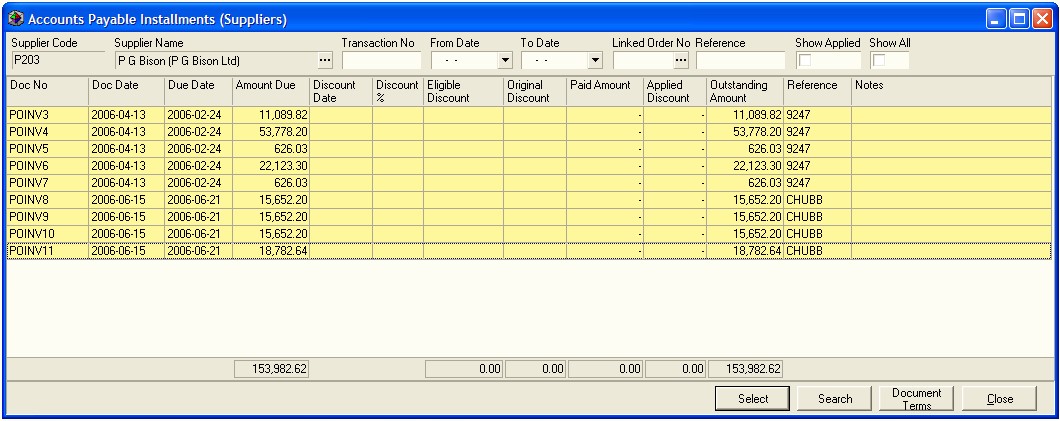 Accounts Payable Installments (Suppliers)
Supplier Code Supplier Name Transaction No From Date To Date Linked Order No Reference Show Applied Show All
P203 P G Bison (P G Bison Ltd) ... - - - - ...
Doc No Doc Date Due Date Amount Due Discount Date Discount % Eligible Discount Original Discount Paid Amount Applied Discount Outstanding Amount Reference Notes
POINV3 2006-04-13 2006-02-24 11,089.82 - - 11,089.82 9247
POINV4 2006-04-13 2006-02-24 53,778.20 - - 53,778.20 9247
POINV5 2006-04-13 2006-02-24 626.03 - - 626.03 9247
POINV6 2006-04-13 2006-02-24 22,123.30 - - 22,123.30 9247
POINV7 2006-04-13 2006-02-24 626.03 - - 626.03 9247
POINV8 2006-06-15 2006-06-21 15,652.20 - - 15,652.20 CHUBB
POINV9 2006-06-15 2006-06-21 15,652.20 - - 15,652.20 CHUBB
POINV10 2006-06-15 2006-06-21 15,652.20 - - 15,652.20 CHUBB
POINV11 2006-06-15 2006-06-21 18,782.64 - - 18,782.64 CHUBB
153,982.62 0.00 0.00 0.00 0.00 153,982.62
Select Search Document Terms Close